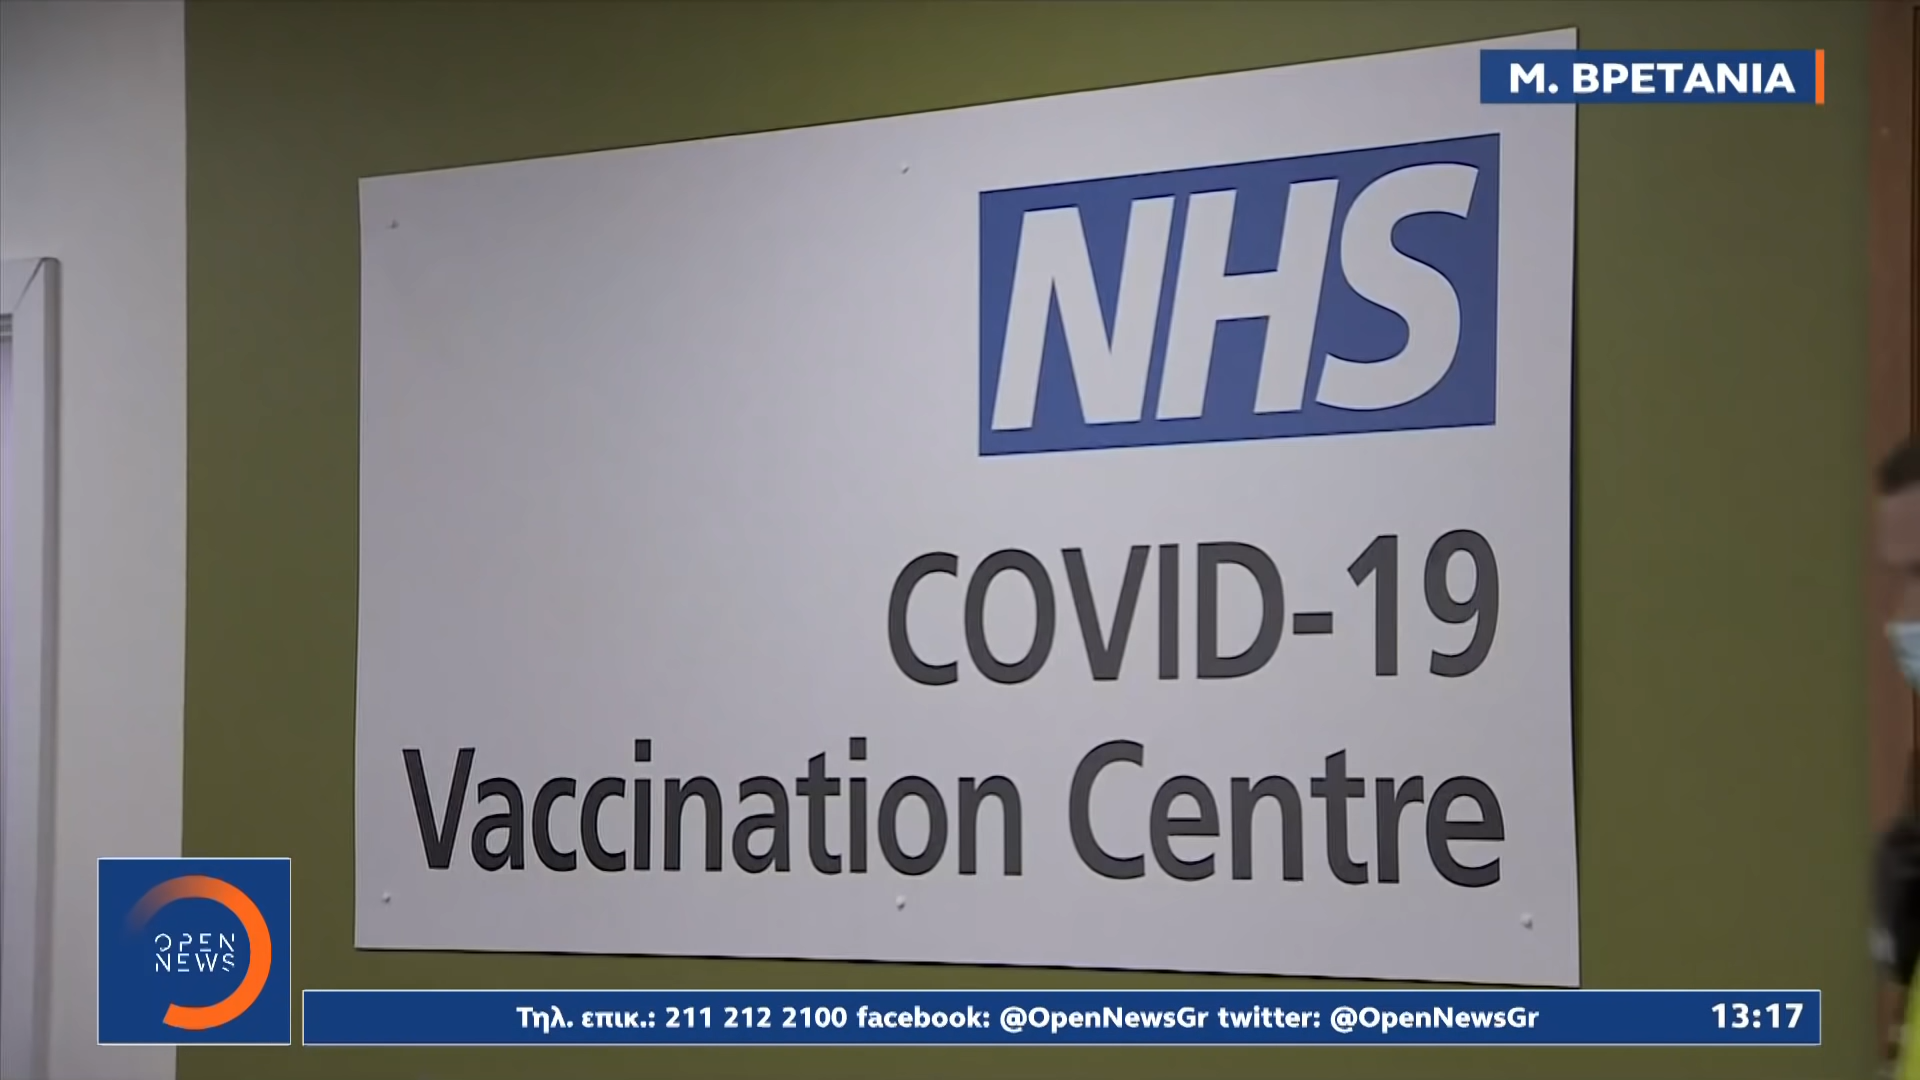 Μ. ΒΡΕΤΑΝΙΑ
NHS
COVID-19
Vaccination Centre
OPEN
NEWS
Τηλ. επικ.: 211 212 2100 facebook: @OpenNewsGr twitter: @OpenNewsGr
13:17